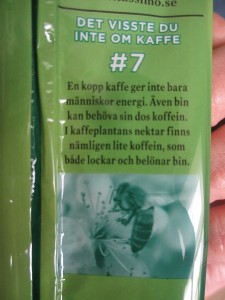 DET VISSTE DU
INTE OM KAFFE
#7
En kopp kaffe ger inte bara
människor energi. Även bin
kan behöva sin dos koffein.
I kaffeplantans nektar finns
nämligen lite koffein, som
både lockar och belönar bin.